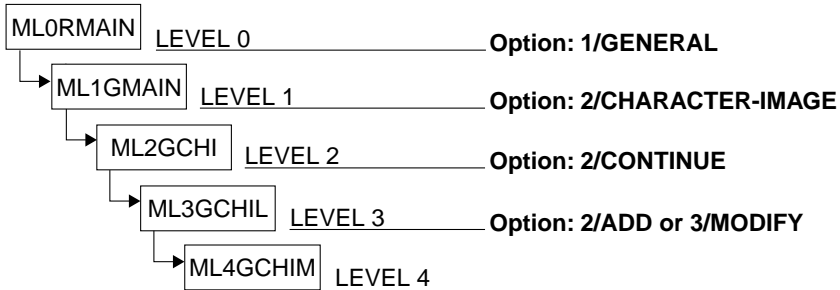 ML0RMAIN LEVEL 0 Option: 1/GENERAL
ML1GMAIN LEVEL 1 Option: 2/CHARACTER-IMAGE
ML2GCHI LEVEL 2 Option: 2/CONTINUE
ML3GCHIL LEVEL 3 Option: 2/ADD or 3/MODIFY
ML4GCHIM LEVEL 4